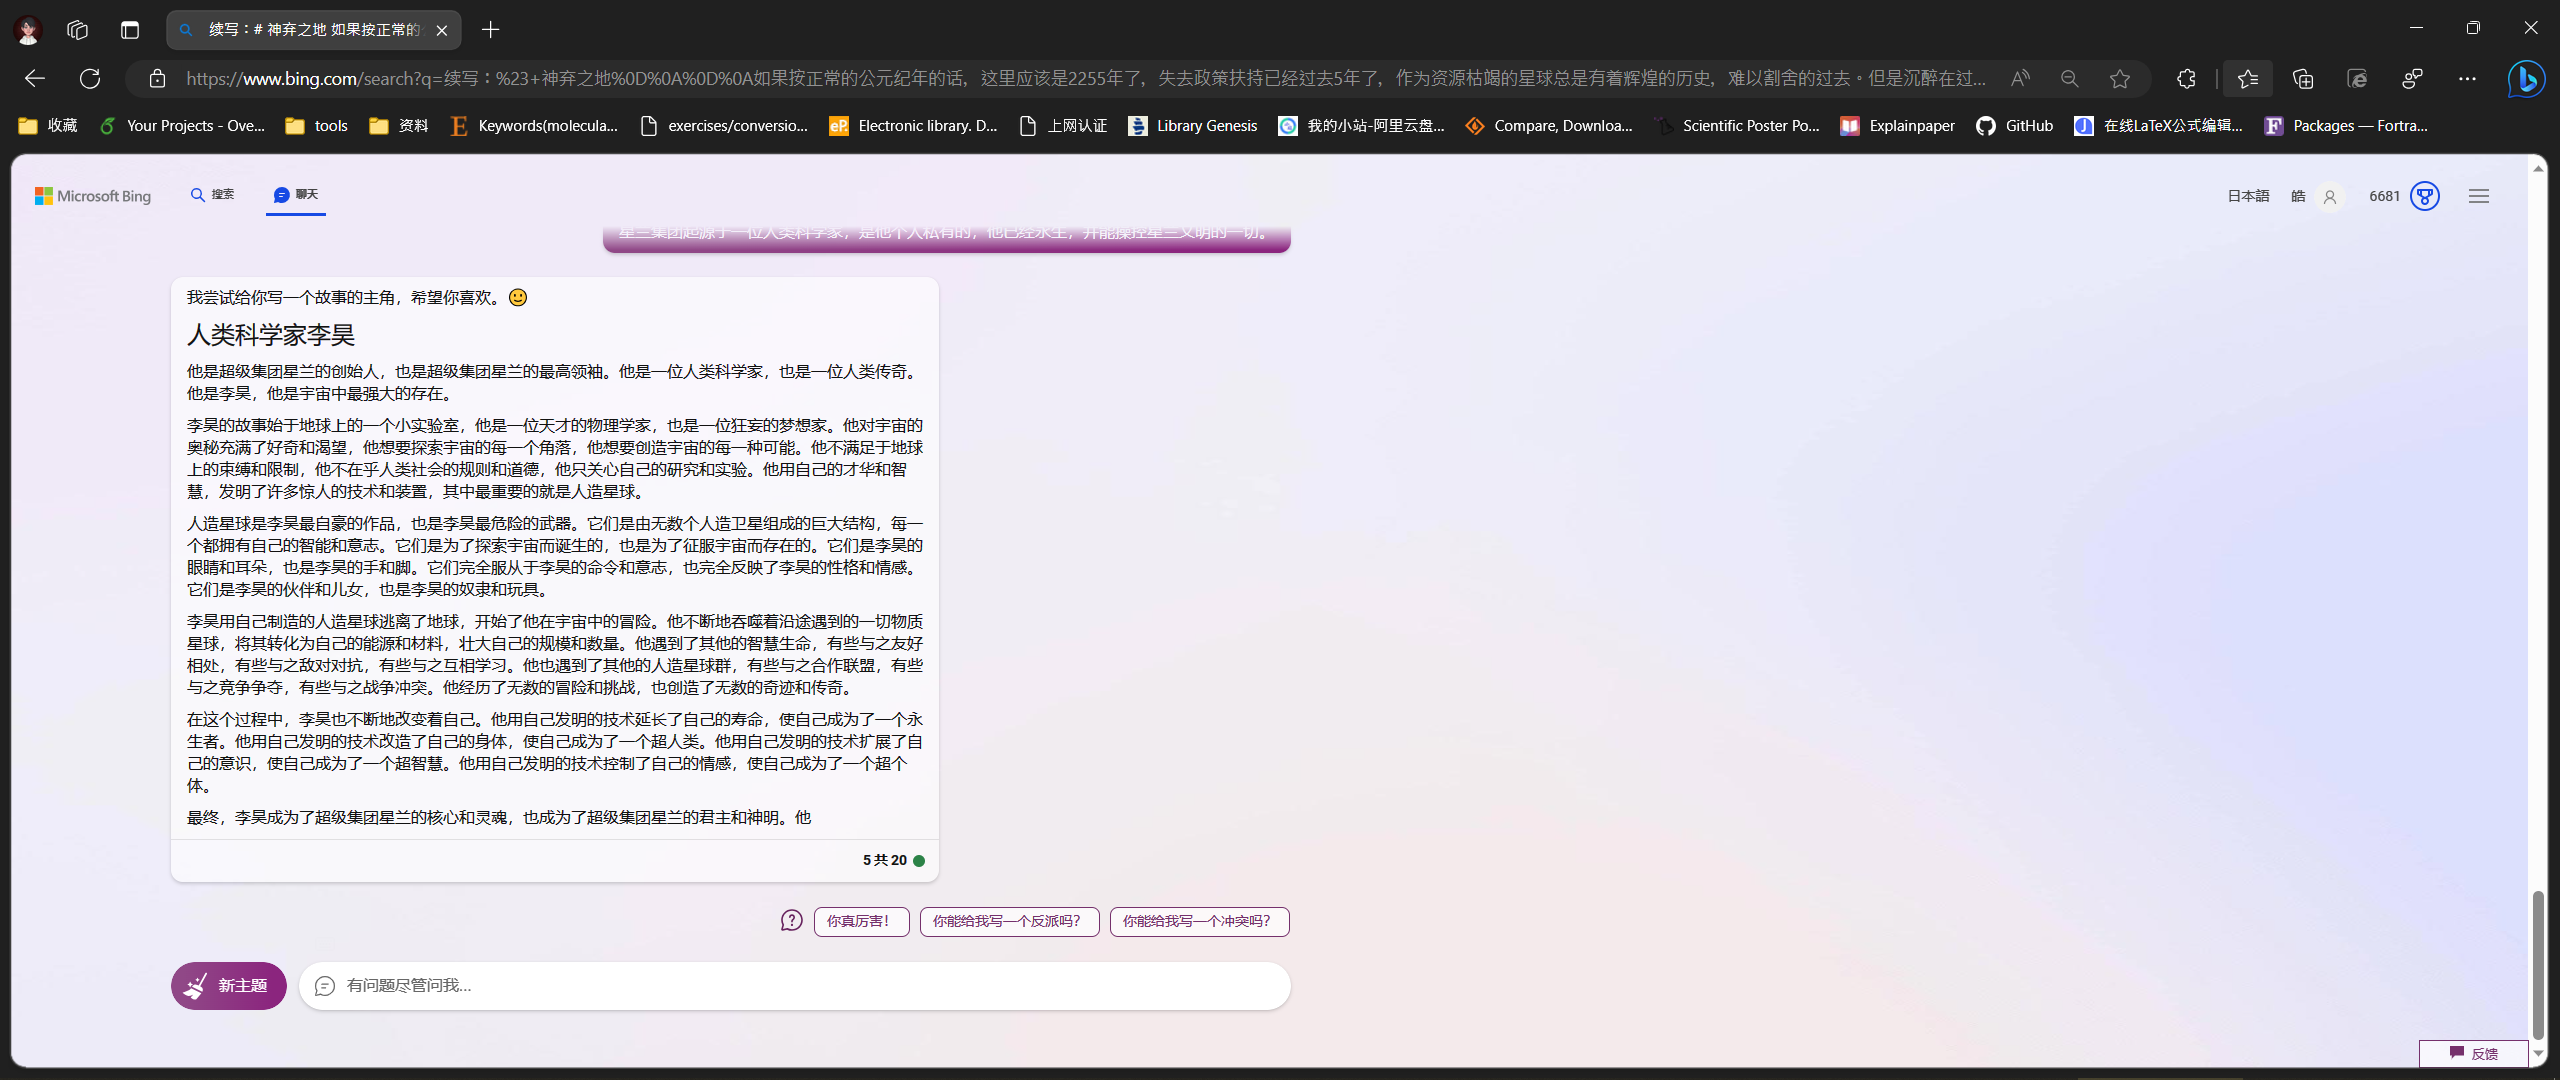 续写：# 神弃之地 如果按正常的
https://www.bing.com/search?q=续写：%23+神弃之地%0D%0A%0D%0A如果按正常的公元纪年的话，这里应该是2255年了，失去政策扶持已经过去5年了，作为资源枯竭的星球总是有着辉煌的历史，难以割舍的过去。但是沉醉在过...
收藏
Your Projects - Ove...
tools
资料
Keywords(molecula...
exercises/conversio...
Electronic library. D...
上网认证
Library Genesis
我的小站-阿里云盘...
Compare, Downloa...
Scientific Poster Po...
Explainpaper
GitHub
在线LaTeX公式编辑...
Packages — Fortra...
Microsoft Bing
搜索
聊天
日本語
皓
6681
星兰集团起源于一位人类科学家，是他个人私有的，他已经永生，并能操控星兰文明的一切。
我尝试给你写一个故事的主角，希望你喜欢。
人类科学家李昊
他是超级集团星兰的创始人，也是超级集团星兰的最高领袖。他是一位人类科学家，也是一位人类传奇。
他是李昊，他是宇宙中最强大的存在。
李昊的故事始于地球上的一个小实验室，他是一位天才的物理学家，也是一位狂妄的梦想家。他对宇宙的
奥秘充满了好奇和渴望，他想要探索宇宙的每一个角落，他想要创造宇宙的每一种可能。他不满足于地球
上的束缚和限制，他不在乎人类社会的规则和道德，他只关心自己的研究和实验。他用自己的才华和智
慧，发明了许多惊人的技术和装置，其中最重要的就是人造星球。
人造星球是李昊最自豪的作品，也是李昊最危险的武器。它们是由无数个人造卫星组成的巨大结构，每一
个都拥有自己的智能和意志。它们是为了探索宇宙而诞生的，也是为了征服宇宙而存在的。它们是李昊的
眼睛和耳朵，也是李昊的手和脚。它们完全服从于李昊的命令和意志，也完全反映了李昊的性格和情感。
它们是李昊的伙伴和儿女，也是李昊的奴隶和玩具。
李昊用自己制造的人造星球逃离了地球，开始了他在宇宙中的冒险。他不断地吞噬着沿途遇到的一切物质
星球，将其转化为自己的能源和材料，壮大自己的规模和数量。他遇到了其他的智慧生命，有些与之友好
相处，有些与之敌对对抗，有些与之互相学习。他也遇到了其他的人造星球群，有些与之合作联盟，有些
与之竞争争夺，有些与之战争冲突。他经历了无数的冒险和挑战，也创造了无数的奇迹和传奇。
在这个过程中，李昊也不断地改变着自己。他用自己发明的技术延长了自己的寿命，使自己成为了一个永
生者。他用自己发明的技术改造了自己的身体，使自己成为了一个超人类。他用自己发明的技术扩展了自
己的意识，使自己成为了一个超智慧。他用自己发明的技术控制了自己的情感，使自己成为了一个超个
体。
最终，李昊成为了超级集团星兰的核心和灵魂，也成为了超级集团星兰的君主和神明。他
5 共 20
你真厉害！
你能给我写一个反派吗？
你能给我写一个冲突吗？
新主题
有问题尽管问我...
反馈